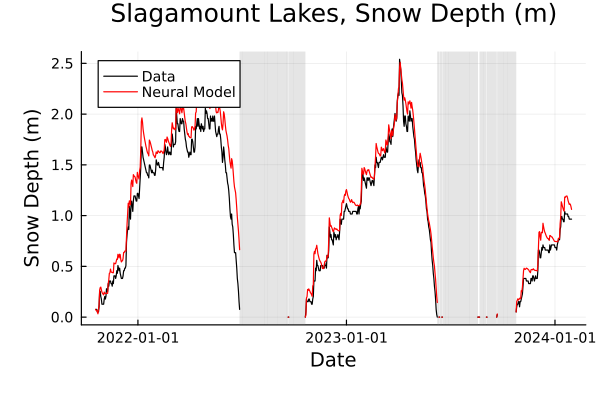 Slagamount Lakes, Snow Depth (m)
Snow Depth (m)
2.5
2.0
1.5
1.0
0.5
0.0
Data
Neural Model
2022-01-01
2023-01-01
2024-01-01
Date